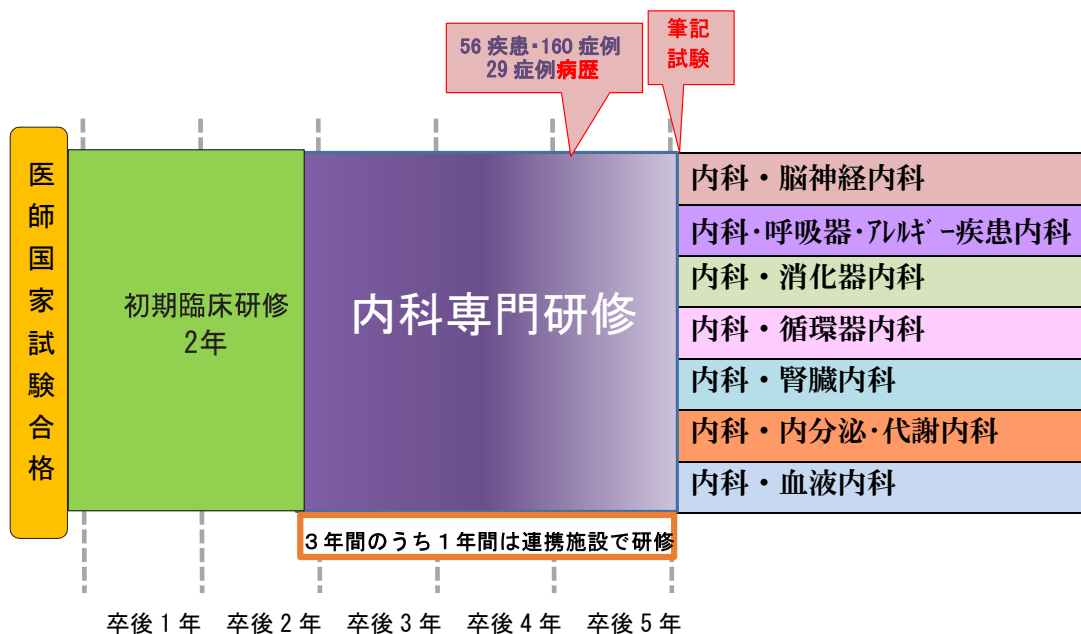 56 疾患・160 症例
29 症例病歴
筆記
試験
医師国家試験合格
初期臨床研修
2年
内科専門研修
内科・脳神経内科
内科・呼吸器・ｱﾚﾙｷﾞｰ疾患内科
内科・消化器内科
内科・循環器内科
内科・腎臓内科
内科・内分泌・代謝内科
内科・血液内科
３年間のうち１年間は連携施設で研修
卒後１年 卒後２年 卒後３年 卒後４年 卒後５年